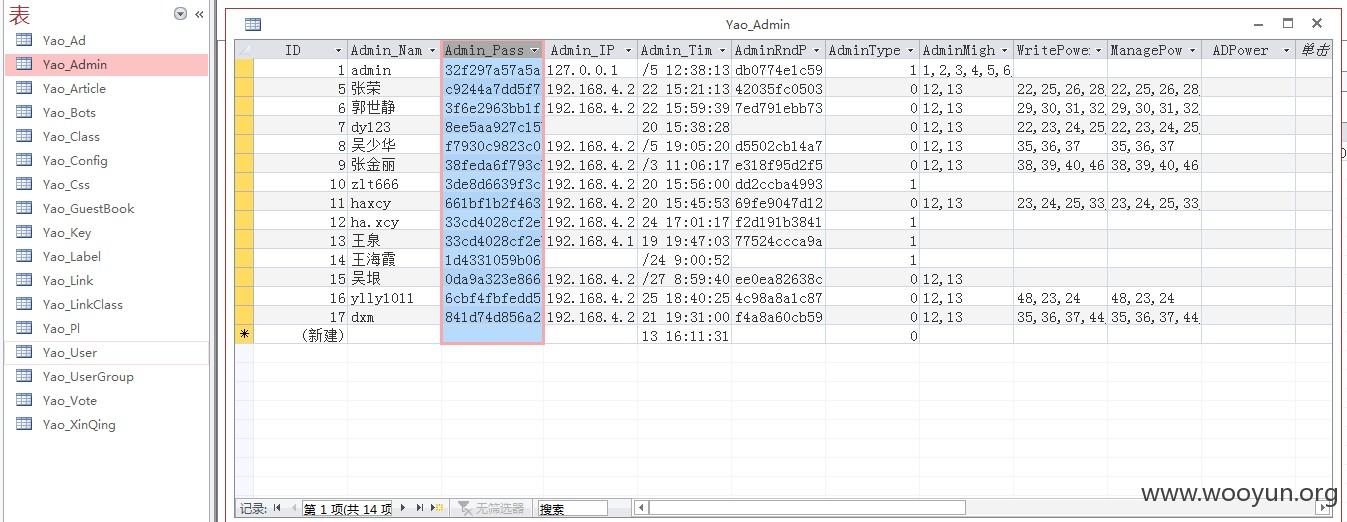 表
Yao_Ad
Yao_Admin
Yao_Article
Yao_Bots
Yao_Class
Yao_Config
Yao_Css
Yao_GuestBook
Yao_Key
Yao_Label
Yao_Link
Yao_LinkClass
Yao_Pl
Yao_User
Yao_UserGroup
Yao_Vote
Yao_XinQing
Yao_Admin
ID Admin_Nam Admin_Pass Admin_IP Admin_Tim AdminRndP AdminType AdminMigh WritePowe ManagePow ADPower 单击
1 admin 32f297a57a5a 127.0.0.1 /5 12:38:13 db0774e1c59 1 1,2,3,4,5,6,
5 张荣 c9244a7dd5f7 192.168.4.2 22 15:21:13 42035fc0503 0 12,13 22,25,26,28 22,25,26,28,
6 郭世静 3f6e2963bb1f 192.168.4.2 22 15:59:39 7ed791ebb73 0 12,13 29,30,31,32 29,30,31,32
7 dy123 8ee5aa927c15 20 15:38:28 0 12,13 22,23,24,25 22,23,24,25,
8 吴少华 f7930c9823c0 192.168.4.2 /5 19:05:20 d5502cb14a7 0 12,13 35,36,37 35,36,37
9 张金丽 38feda6f793c 192.168.4.2 /3 11:06:17 e318f95d2f5 0 12,13 38,39,40,46 38,39,40,46
10 zlt666 3de8d6639f3c 192.168.4.2 20 15:56:00 dd2ccba4993 1
11 haxcy 661bf1b2f463 192.168.4.2 20 15:45:53 69fe9047d12 0 12,13 23,24,25,33, 23,24,25,33,
12 ha.xcy 33cd4028cf2e 192.168.4.2 24 17:01:17 f2d191b3841 1
13 王泉 33cd4028cf2e 192.168.4.1 19 19:47:03 77524ccca9a 1
14 王海霞 1d4331059b06 /24 9:00:52 1
15 吴垠 0da9a323e866 192.168.4.2 /27 8:59:40 ee0ea82638c 0 12,13
16 ylly1011 6cbf4fbfedd5 192.168.4.2 25 18:40:25 4c98a8a1c87 0 12,13 48,23,24 48,23,24
17 dxm 841d74d856a2 192.168.4.2 21 19:31:00 f4a8a60cb59 0 12,13 35,36,37,44, 35,36,37,44,
* (新建) 13 16:11:31 0
记录: 第 1 项(共 14 项 无筛选器 搜索
www.wooyun.org